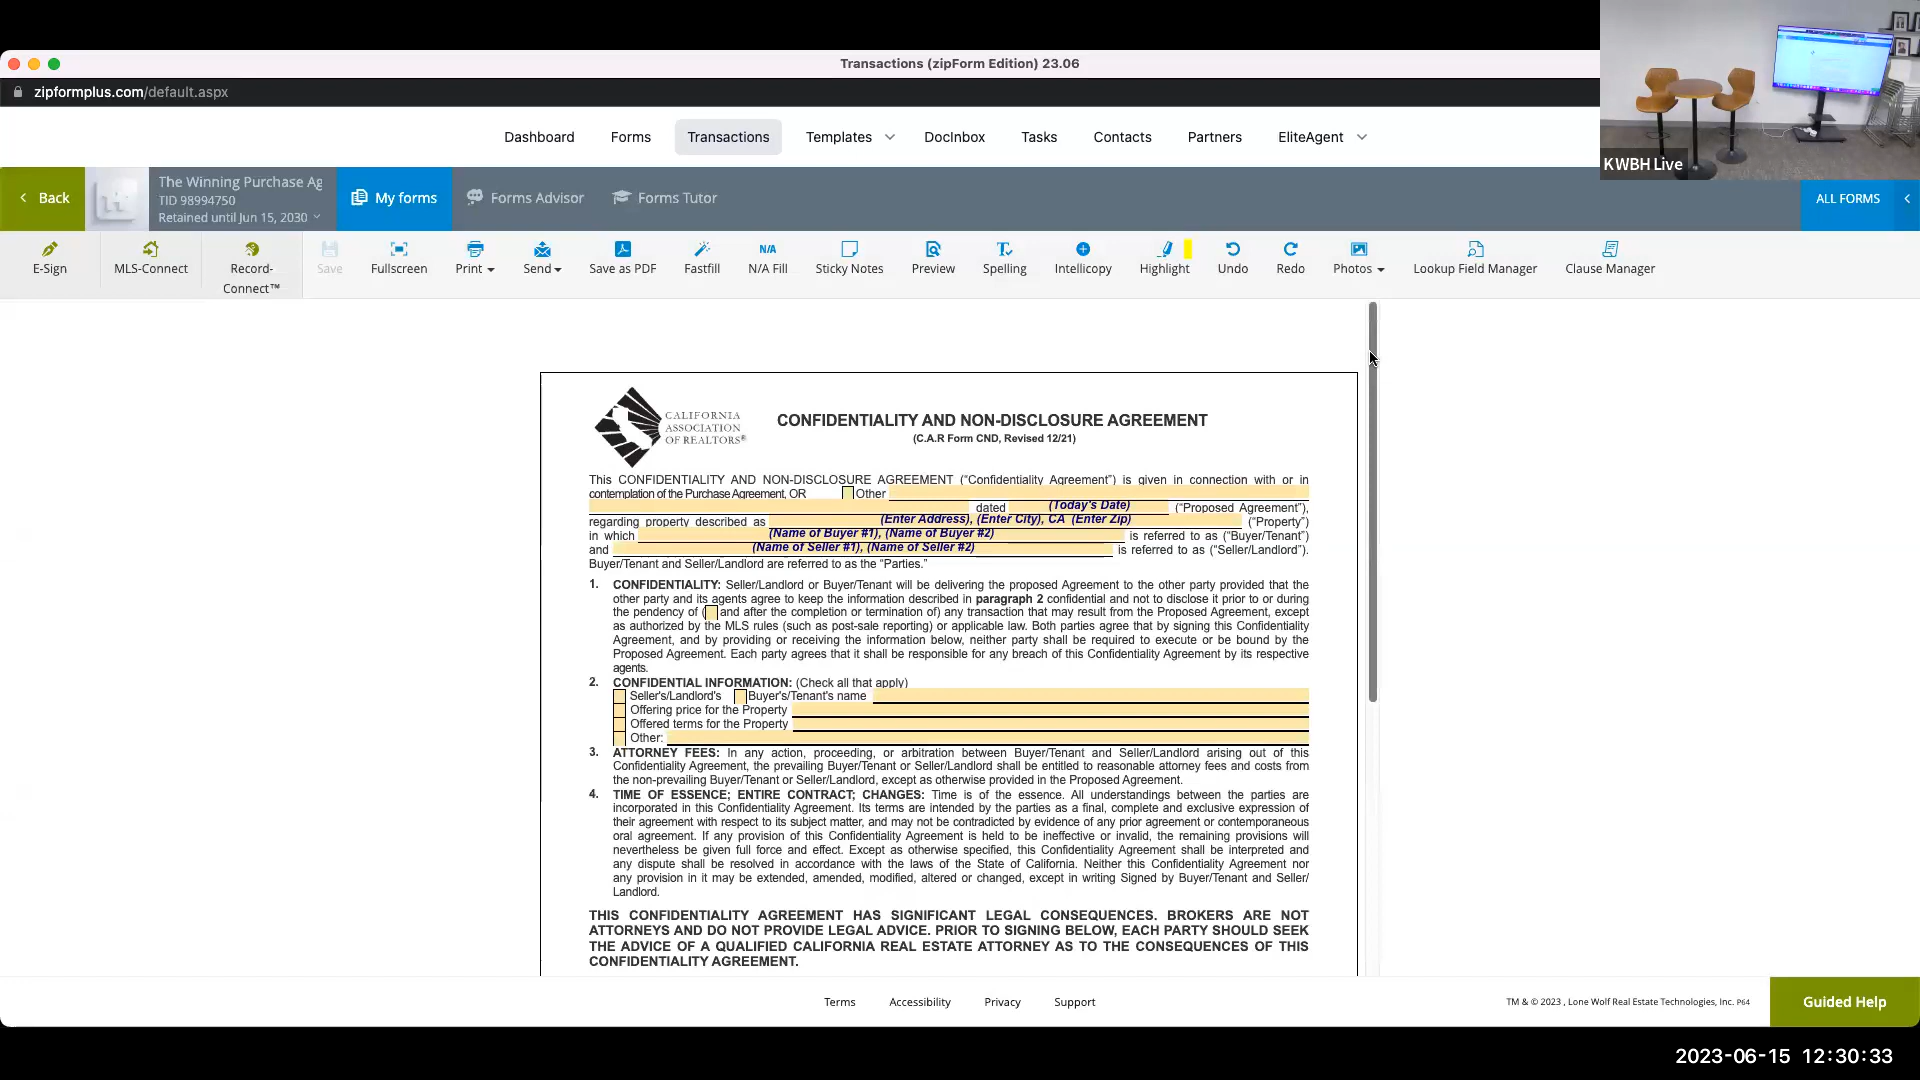 Transactions (zipForm Edition) 23.06
zipformplus.com/default.aspx
KWBH Live
Dashboard Forms Transactions Templates DocInbox Tasks Contacts Partners EliteAgent
Back
The Winning Purchase Ag
TID 98994750
Retained until Jun 15, 2030
My forms Forms Advisor Forms Tutor ALL FORMS
E-Sign MLS-Connect Record-Connect™ Save Fullscreen Print Send Save as PDF Fastfill N/A Fill Sticky Notes Preview Spelling Intellicopy Highlight Undo Redo Photos Lookup Field Manager Clause Manager
CALIFORNIA
ASSOCIATION
OF REALTORS®
CONFIDENTIALITY AND NON-DISCLOSURE AGREEMENT
(C.A.R Form CND, Revised 12/21)
This CONFIDENTIALITY AND NON-DISCLOSURE AGREEMENT (“Confidentiality Agreement”) is given in connection with or in
contemplation of the Purchase Agreement, OR Other
dated (Today's Date) (“Proposed Agreement”),
regarding property described as (Enter Address), (Enter City), CA (Enter Zip) (“Property”)
in which (Name of Buyer #1), (Name of Buyer #2) is referred to as (“Buyer/Tenant”)
and (Name of Seller #1), (Name of Seller #2) is referred to as (“Seller/Landlord”).
Buyer/Tenant and Seller/Landlord are referred to as the “Parties.”
1. CONFIDENTIALITY: Seller/Landlord or Buyer/Tenant will be delivering the proposed Agreement to the other party provided that the
other party and its agents agree to keep the information described in paragraph 2 confidential and not to disclose it prior to or during
the pendency of ( and after the completion or termination of) any transaction that may result from the Proposed Agreement, except
as authorized by the MLS rules (such as post-sale reporting) or applicable law. Both parties agree that by signing this Confidentiality
Agreement, and by providing or receiving the information below, neither party shall be required to execute or be bound by the
Proposed Agreement. Each party agrees that it shall be responsible for any breach of this Confidentiality Agreement by its respective
agents.
2. CONFIDENTIAL INFORMATION: (Check all that apply)
Seller's/Landlord's Buyer's/Tenant's name
Offering price for the Property
Offered terms for the Property
Other:
3. ATTORNEY FEES: In any action, proceeding, or arbitration between Buyer/Tenant and Seller/Landlord arising out of this
Confidentiality Agreement, the prevailing Buyer/Tenant or Seller/Landlord shall be entitled to reasonable attorney fees and costs from
the non-prevailing Buyer/Tenant or Seller/Landlord, except as otherwise provided in the Proposed Agreement.
4. TIME OF ESSENCE; ENTIRE CONTRACT; CHANGES: Time is of the essence. All understandings between the parties are
incorporated in this Confidentiality Agreement. Its terms are intended by the parties as a final, complete and exclusive expression of
their agreement with respect to its subject matter, and may not be contradicted by evidence of any prior agreement or contemporaneous
oral agreement. If any provision of this Confidentiality Agreement is held to be ineffective or invalid, the remaining provisions will
nevertheless be given full force and effect. Except as otherwise specified, this Confidentiality Agreement shall be interpreted and
any dispute shall be resolved in accordance with the laws of the State of California. Neither this Confidentiality Agreement nor
any provision in it may be extended, amended, modified, altered or changed, except in writing Signed by Buyer/Tenant and Seller/
Landlord.
THIS CONFIDENTIALITY AGREEMENT HAS SIGNIFICANT LEGAL CONSEQUENCES. BROKERS ARE NOT
ATTORNEYS AND DO NOT PROVIDE LEGAL ADVICE. PRIOR TO SIGNING BELOW, EACH PARTY SHOULD SEEK
THE ADVICE OF A QUALIFIED CALIFORNIA REAL ESTATE ATTORNEY AS TO THE CONSEQUENCES OF THIS
CONFIDENTIALITY AGREEMENT.
Terms Accessibility Privacy Support
TM & © 2023 , Lone Wolf Real Estate Technologies, Inc. P64
Guided Help
2023-06-15 12:30:33